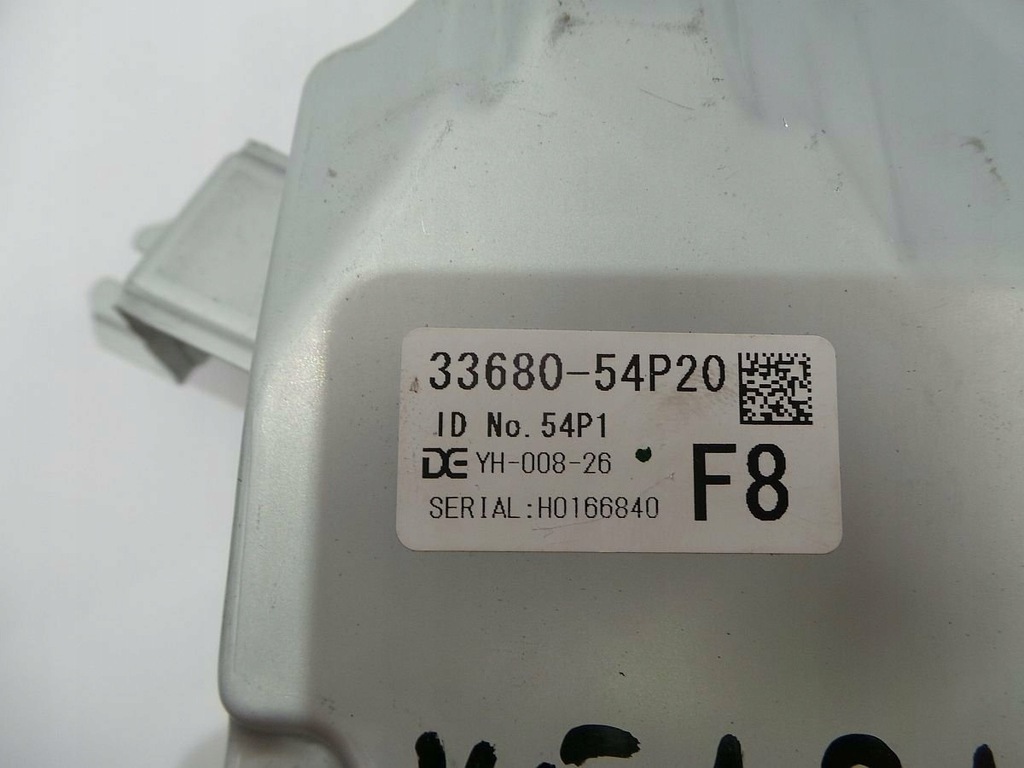 33680-54P20
ID No. 54P1
DE YH-008-26
F8
SERIAL:H0166840